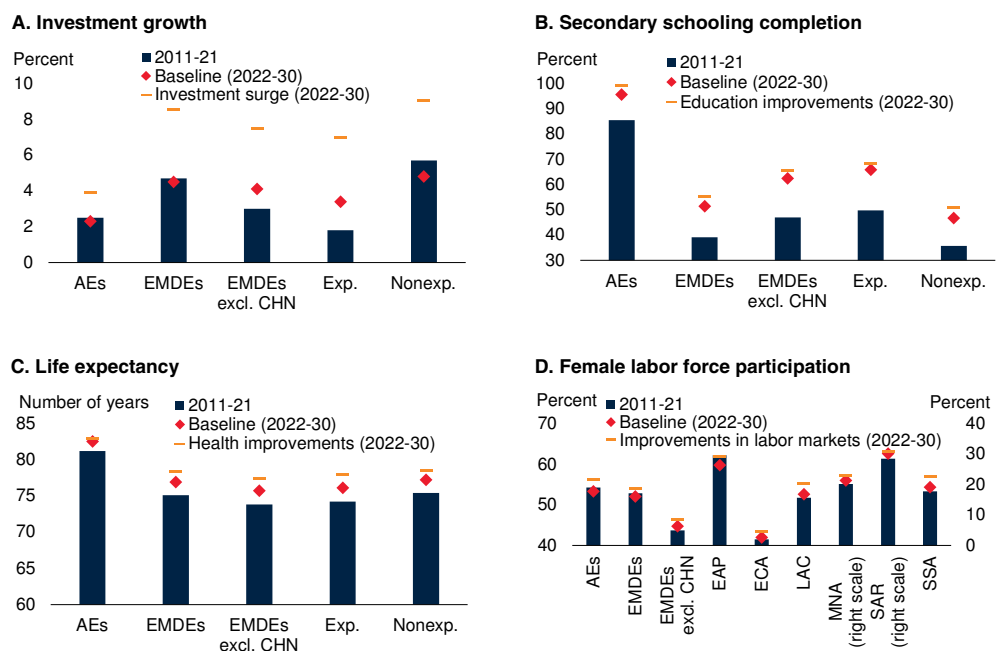 A. Investment growth
Percent
2011-21
Baseline (2022-30)
Investment surge (2022-30)
10
8
6
4
2
0
AEs
EMDEs
EMDEs
excl. CHN
Exp.
Nonexp.
B. Secondary schooling completion
Percent
2011-21
Baseline (2022-30)
Education improvements (2022-30)
100
90
80
70
60
50
40
30
AEs
EMDEs
EMDEs
excl. CHN
Exp.
Nonexp.
C. Life expectancy
Number of years
2011-21
Baseline (2022-30)
Health improvements (2022-30)
85
80
75
70
65
60
AEs
EMDEs
EMDEs
excl. CHN
Exp.
Nonexp.
D. Female labor force participation
Percent
Percent
2011-21
Baseline (2022-30)
Improvements in labor markets (2022-30)
70
60
50
40
40
30
20
10
0
AEs
EMDEs
EMDEs
excl. CHN
EAP
ECA
LAC
MNA
(right scale)
SAR
(right scale)
SSA